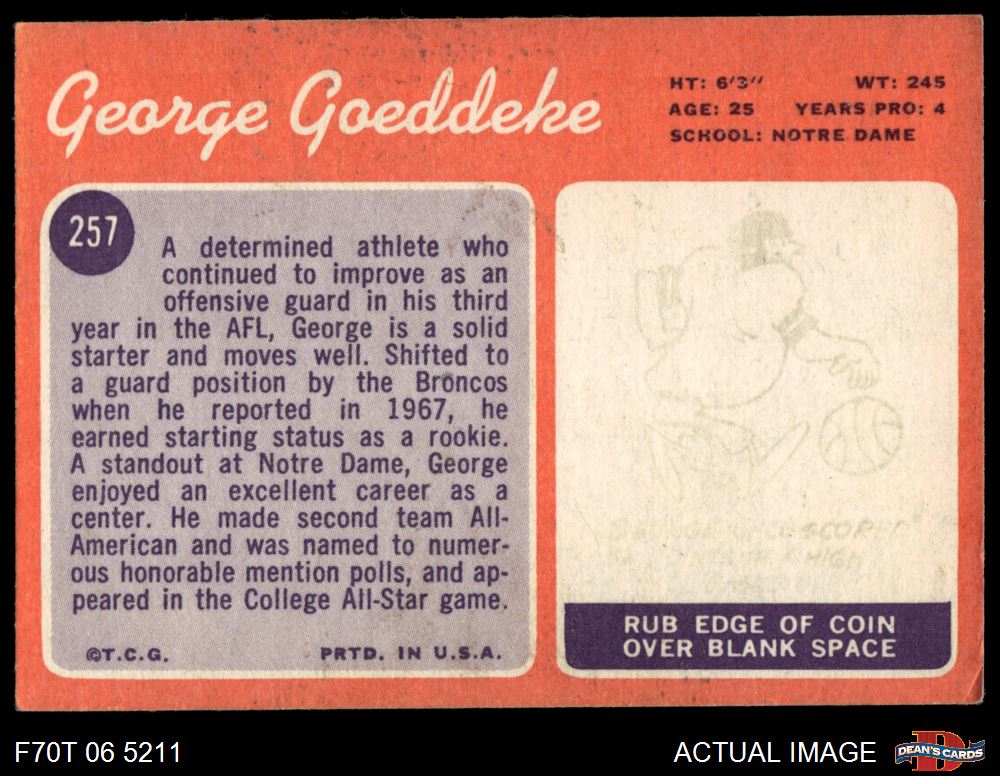 George Goeddeke
HT: 6'3" WT: 245
AGE: 25 YEARS PRO: 4
SCHOOL: NOTRE DAME
257
A determined athlete who
continued to improve as an
offensive guard in his third
year in the AFL, George is a solid
starter and moves well. Shifted to
a guard position by the Broncos
when he reported in 1967, he
earned starting status as a rookie.
A standout at Notre Dame, George
enjoyed an excellent career as a
center. He made second team All-
American and was named to numer-
ous honorable mention polls, and ap-
peared in the College All-Star game.
©T.C.G. PRTD. IN U.S.A.
SCORED
HIGH
RUB EDGE OF COIN
OVER BLANK SPACE
F70T 06 5211
ACTUAL IMAGE
D
DEAN'S CARDS